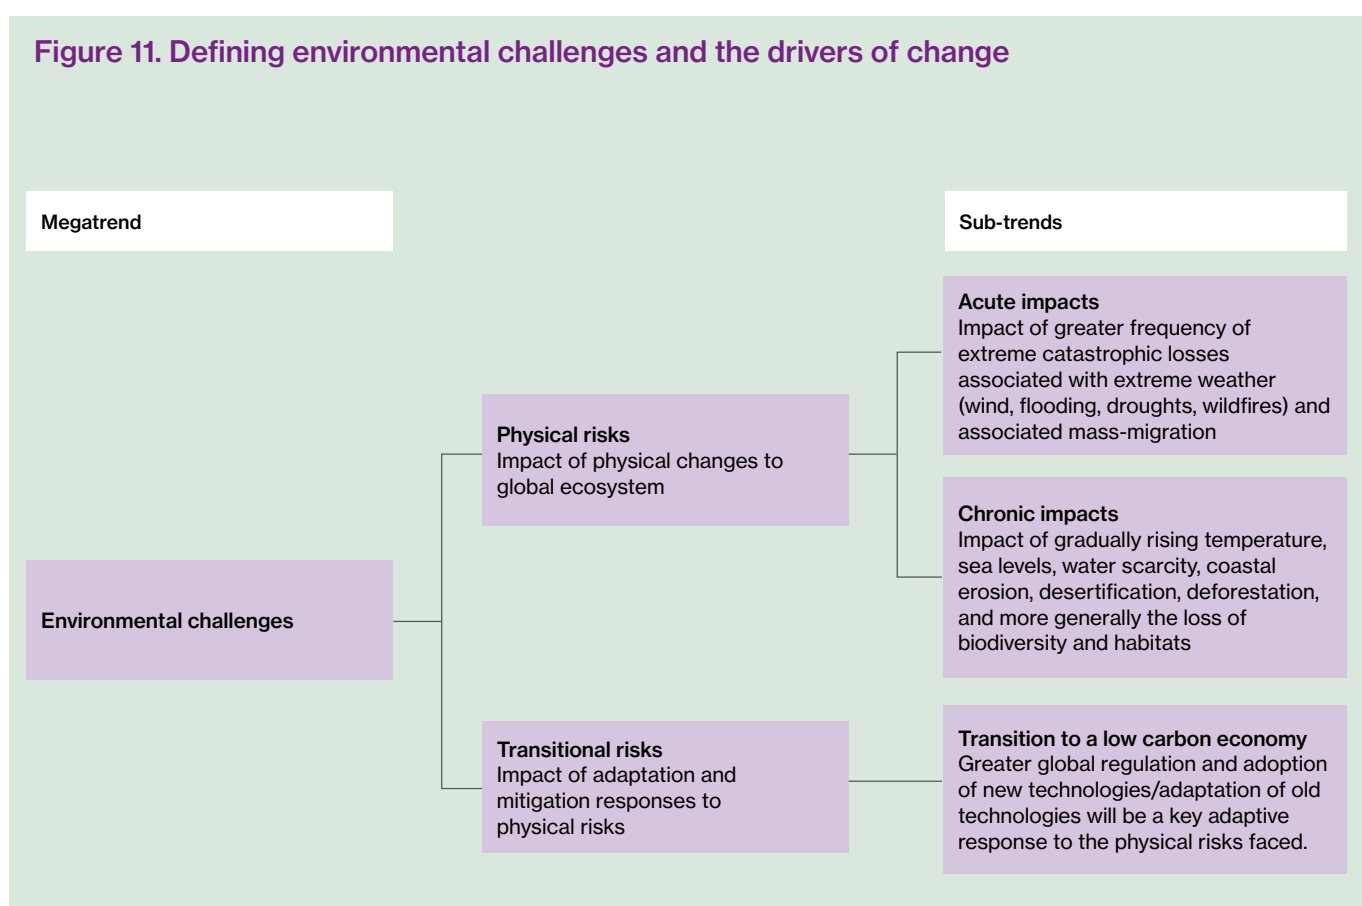 Figure 11. Defining environmental challenges and the drivers of change
Megatrend
Sub-trends
Environmental challenges
Physical risks
Impact of physical changes to
global ecosystem
Transitional risks
Impact of adaptation and
mitigation responses to
physical risks
Acute impacts
Impact of greater frequency of
extreme catastrophic losses
associated with extreme weather
(wind, flooding, droughts, wildfires) and
associated mass-migration
Chronic impacts
Impact of gradually rising temperature,
sea levels, water scarcity, coastal
erosion, desertification, deforestation,
and more generally the loss of
biodiversity and habitats
Transition to a low carbon economy
Greater global regulation and adoption
of new technologies/adaptation of old
technologies will be a key adaptive
response to the physical risks faced.